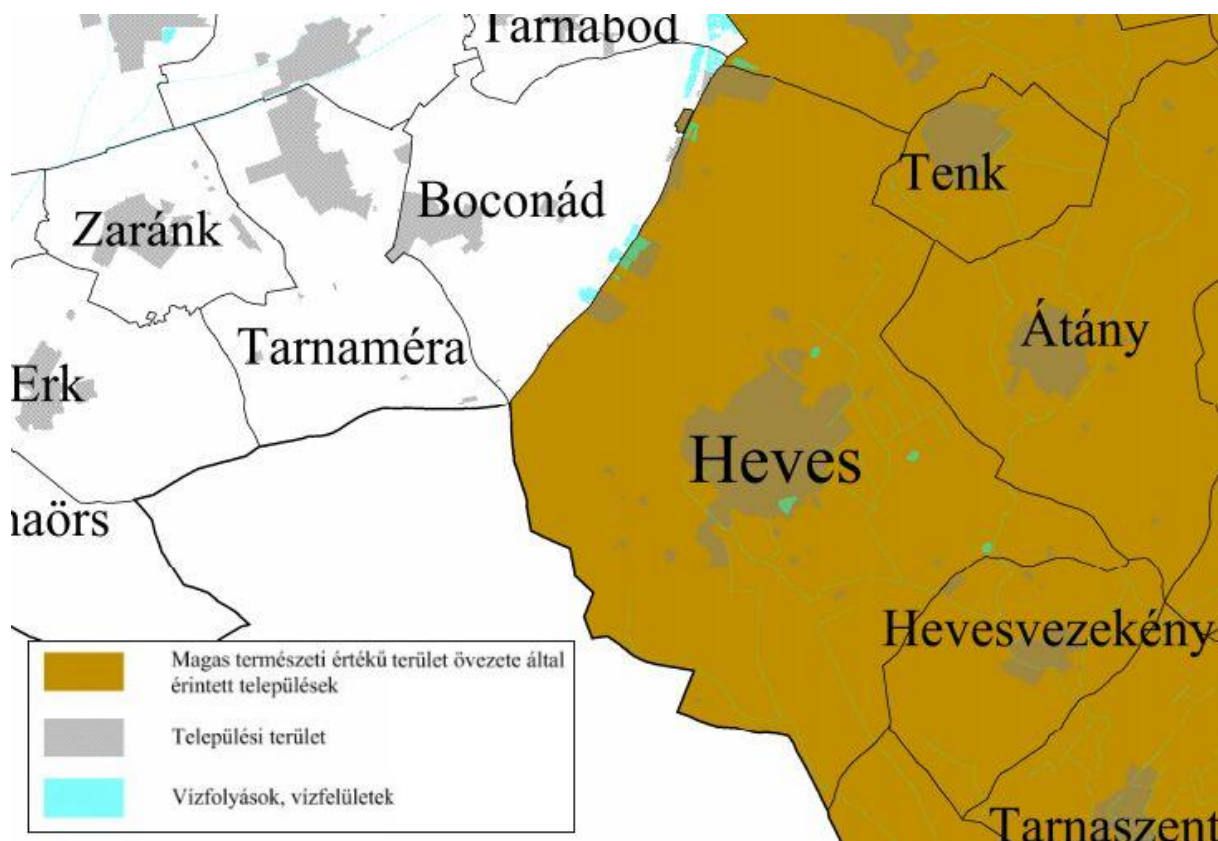 Tarnabod
Tenk
Boconád
Zaránk
Átány
Tarnaméra
Erk
Heves
naörs
Hevesvezekény
Magas természeti értékű terület övezete által
érintett települések
Települési terület
Vízfolyások, vízfelületek
Tarnaszent